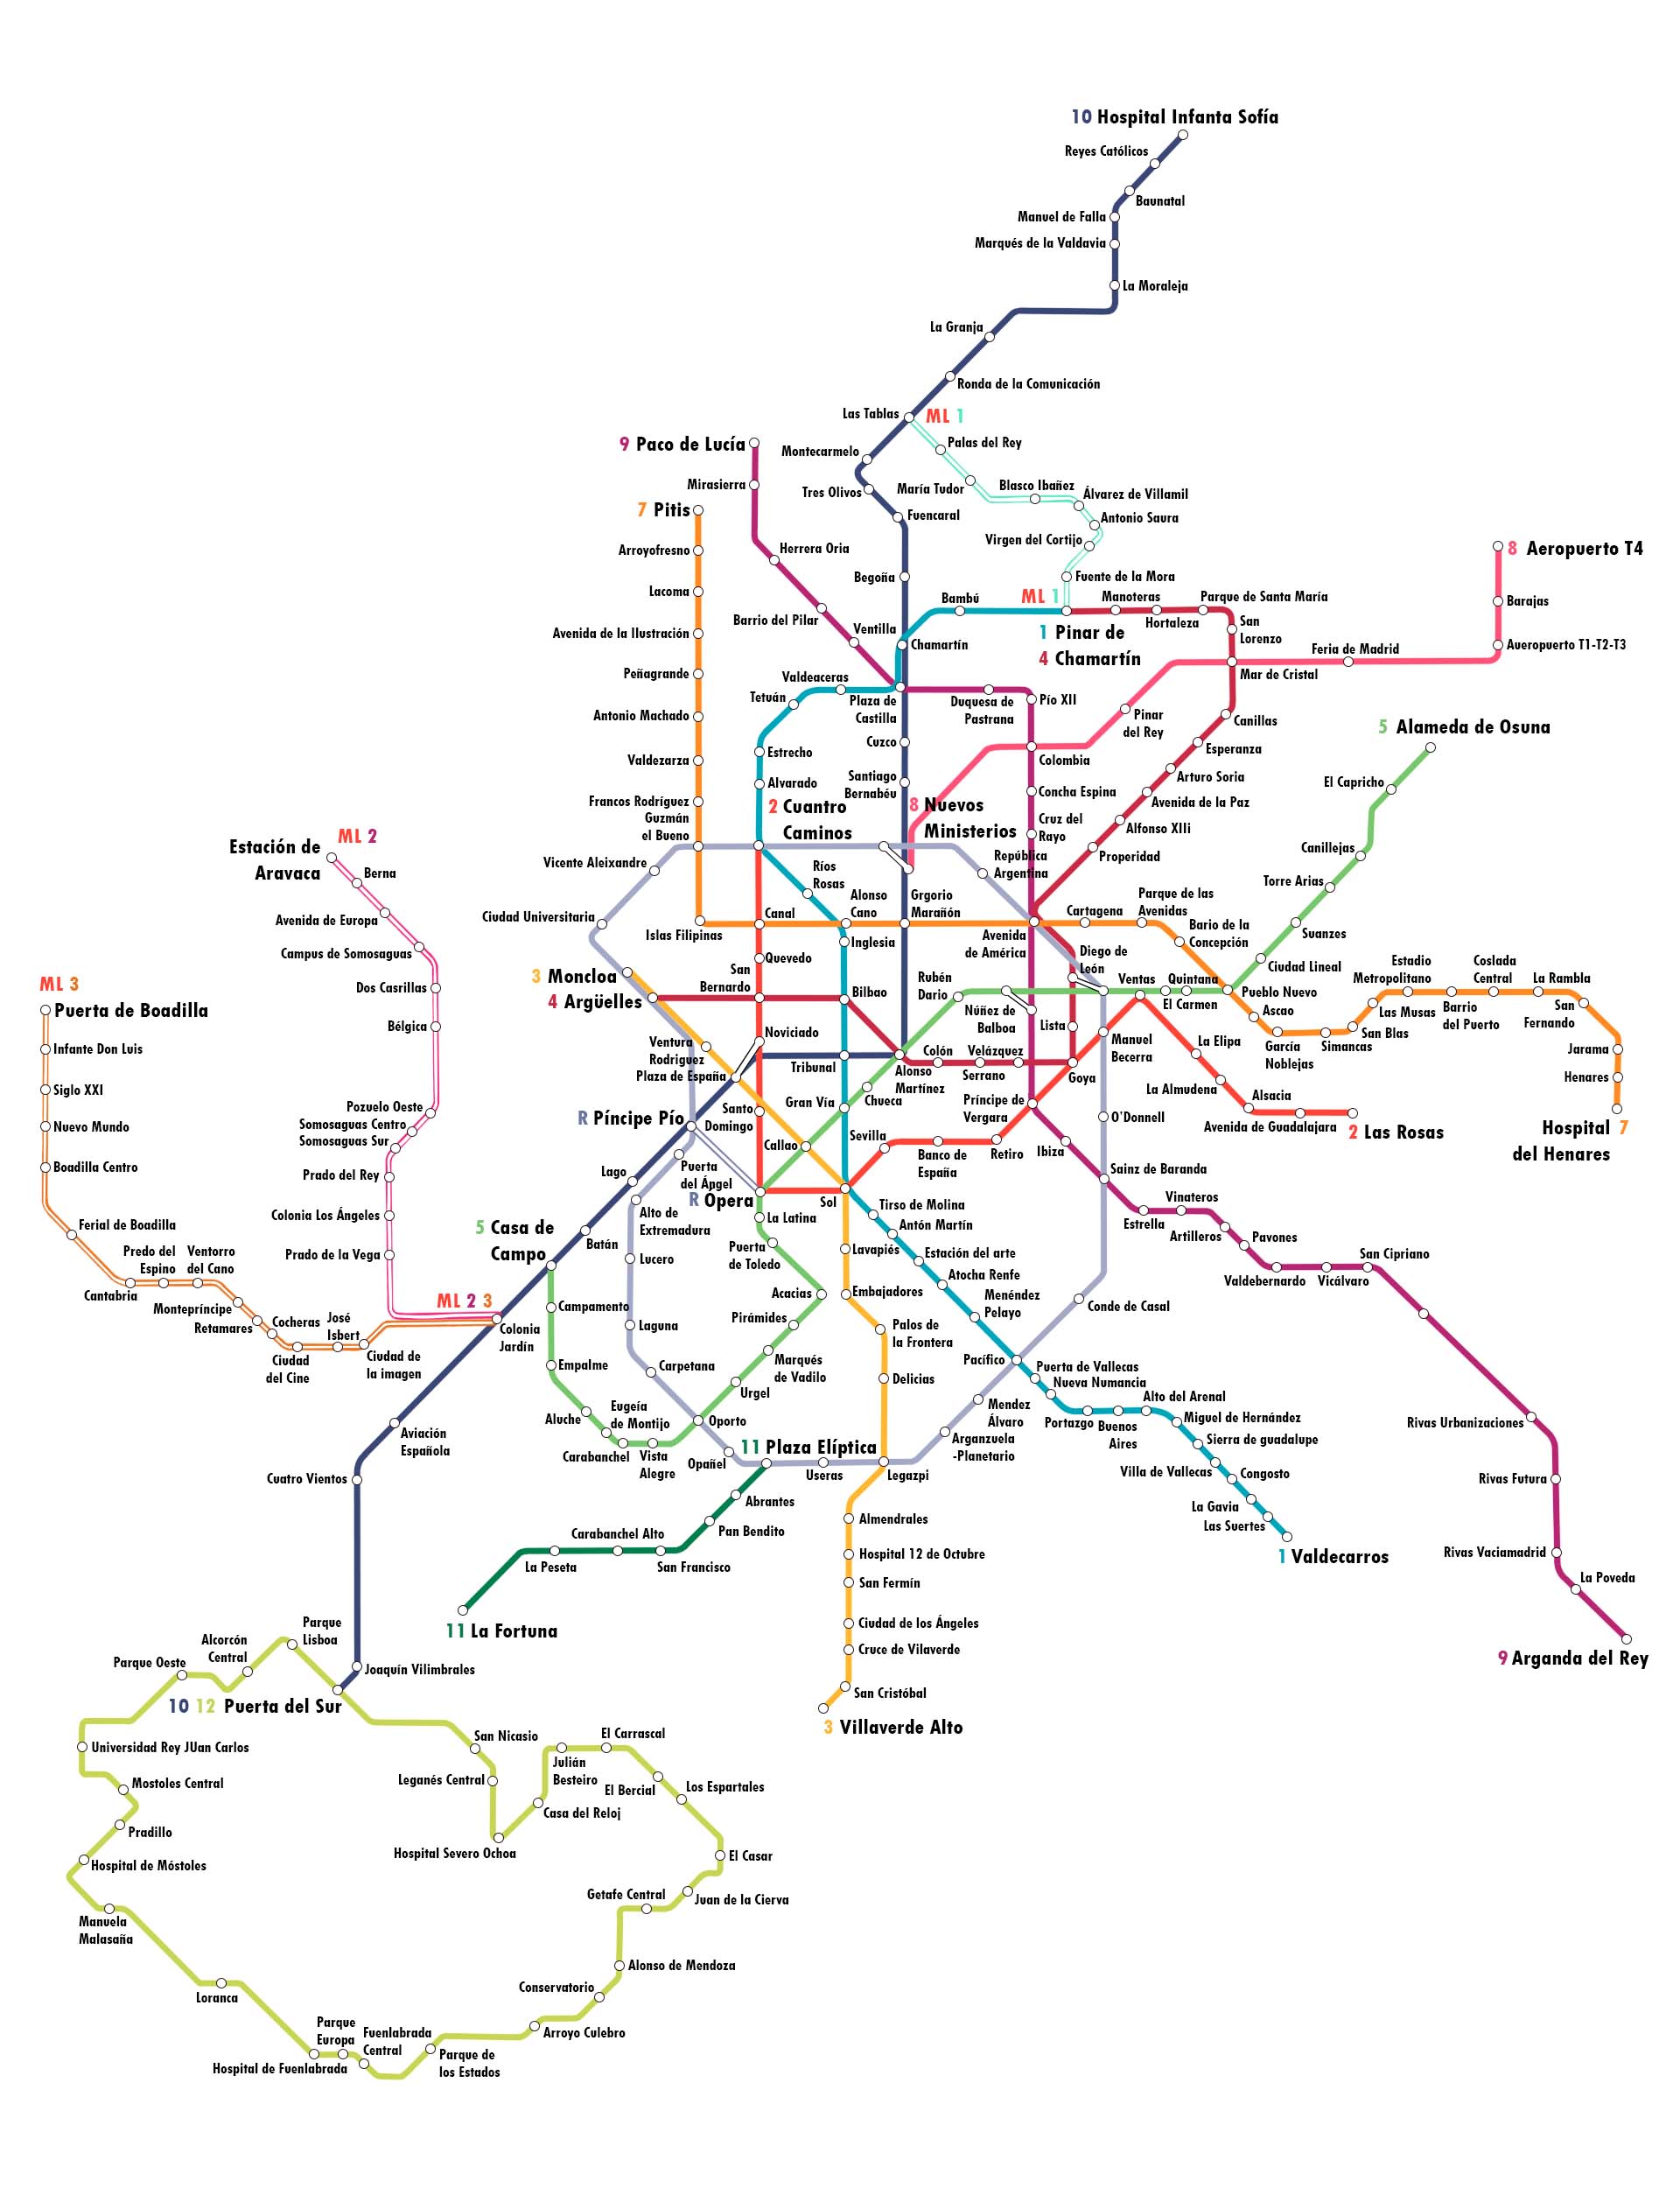 10 Hospital Infanta Sofía
Reyes Católicos
Baunatal
Manuel de Falla
Marqués de la Valdavia
La Moraleja
La Granja
Ronda de la Comunicación
Las Tablas
ML 1
9 Paco de Lucía
Palas del Rey
Montecarmelo
Mirasierra
María Tudor
Blasco Ibañez
Álvarez de Villamil
Tres Olivos
7 Pitis
Fuencaral
Antonio Saura
Virgen del Cortijo
Arroyofresno
Herrera Oria
8 Aeropuerto T4
Begoña
Fuente de la Mora
Lacoma
ML 1
Bambú
Manoteras
Parque de Santa María
Barajas
Barrio del Pilar
Hortaleza
Avenida de la Ilustración
Ventilla
1 Pinar de
4 Chamartín
San
Lorenzo
Chamartín
Feria de Madrid
Aueropuerto T1-T2-T3
Peñagrande
Valdeaceras
Mar de Cristal
Tetuán
Plaza de
Castilla
Duquesa de
Pastrana
Pío XII
Antonio Machado
Pinar
del Rey
Canillas
5 Alameda de Osuna
Estrecho
Cuzco
Esperanza
Valdezarza
Colombia
Alvarado
Santiago
Bernabéu
Arturo Soria
El Capricho
Concha Espina
Francos Rodríguez
Avenida de la Paz
2 Cuantro
Caminos
8 Nuevos
Ministerios
Guzmán
el Bueno
Cruz del
Rayo
Alfonso XIIi
ML 2
Estación de
Aravaca
Canillejas
Vicente Aleixandre
República
Argentina
Properidad
Berna
Ríos
Rosas
Torre Arias
Avenida de Europa
Alonso
Cano
Grgorio
Marañón
Parque de las
Avenidas
Ciudad Universitaria
Canal
Cartagena
Islas Filipinas
Avenida
de América
Bario de la
Concepción
Suanzes
Inglesia
Campus de Somosaguas
Diego de
León
Quevedo
Ciudad Lineal
Estadio
Metropolitano
Coslada
Central
La Rambla
3 Moncloa
4 Argüelles
San
Bernardo
Rubén
Dario
Ventas
Quintana
El Carmen
Pueblo Nuevo
ML 3
Dos Casrillas
Bilbao
Puerta de Boadilla
Núñez de
Balboa
Ascao
Las Musas
Barrio
del Puerto
San
Fernando
Bélgica
Lista
San Blas
Noviciado
Manuel
Becerra
García
Noblejas
Simancas
Infante Don Luis
Ventura
Rodriguez
La Elipa
Jarama
Colón
Velázquez
Tribunal
Plaza de España
Alonso
Martínez
Serrano
Goya
Henares
Siglo XXI
La Almudena
Alsacia
Gran Vía
Chueca
Pozuelo Oeste
Príncipe de
Vergara
Santo
Domingo
Nuevo Mundo
Somosaguas Centro
R Píncipe Pío
O'Donnell
Avenida de Guadalajara
2 Las Rosas
Hospital 7
del Henares
Somosaguas Sur
Callao
Sevilla
Banco de
España
Retiro
Ibiza
Boadilla Centro
Puerta
del Ángel
Lago
Sainz de Baranda
Prado del Rey
R Opera
Sol
Vinateros
Tirso de Molina
Colonia Los Ángeles
Alto de
Extremadura
La Latina
Estrella
Ferial de Boadilla
5 Casa de
Campo
Antón Martín
Artilleros
Pavones
Batán
Prado de la Vega
Predo del
Espino
Ventorro
del Cano
Lucero
Puerta
de Toledo
Lavapiés
Estación del arte
San Cipriano
Atocha Renfe
Valdebernardo
Vicálvaro
Cantabria
Acacias
Embajadores
ML 2 3
Campamento
Menéndez
Pelayo
Conde de Casal
Montepríncipe
Retamares
Cocheras
José
Isbert
Colonia
Jardín
Laguna
Pirámides
Palos de
la Frontera
Ciudad
del Cine
Ciudad de
la imagen
Empalme
Carpetana
Marqués
de Vadilo
Pacífico
Puerta de Vallecas
Delicias
Nueva Numancia
Urgel
Alto del Arenal
Aluche
Eugeía
de Montijo
Oporto
Mendez
Álvaro
Portazgo
Buenos
Aires
Miguel de Hernández
Rivas Urbanizaciones
Aviación
Española
Carabanchel
Vista
Alegre
11 Plaza Elíptica
Arganzuela
-Planetario
Sierra de guadalupe
Opañel
Useras
Legazpi
Villa de Vallecas
Congosto
Cuatro Vientos
Rivas Futura
Abrantes
La Gavia
Almendrales
Las Suertes
Carabanchel Alto
Pan Bendito
1 Valdecarros
Hospital 12 de Octubre
Rivas Vaciamadrid
La Peseta
San Francisco
San Fermín
La Poveda
11 La Fortuna
Ciudad de los Ángeles
Parque
Lisboa
Alcorcón
Central
Cruce de Vilaverde
9 Arganda del Rey
Parque Oeste
Joaquín Vilimbrales
San Cristóbal
10 12 Puerta del Sur
3 Villaverde Alto
San Nicasio
El Carrascal
Universidad Rey JUan Carlos
Julián
Besteiro
Mostoles Central
Leganés Central
El Bercial
Los Espartales
Casa del Reloj
Pradillo
Hospital Severo Ochoa
El Casar
Hospital de Móstoles
Getafe Central
Juan de la Cierva
Manuela
Malasaña
Alonso de Mendoza
Conservatorio
Loranca
Parque
Europa
Fuenlabrada
Central
Arroyo Culebro
Hospital de Fuenlabrada
Parque de
los Estados